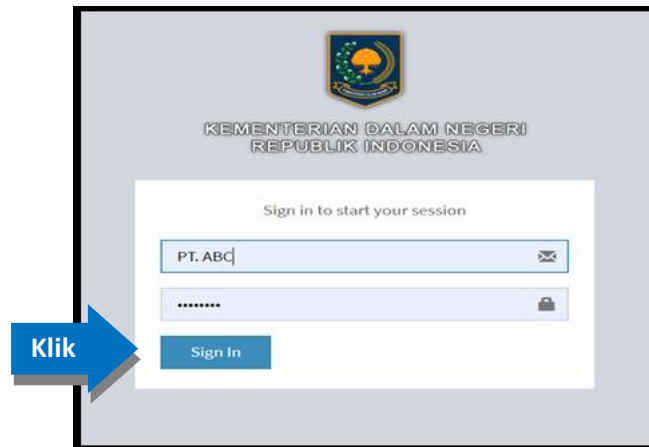 KEMENTERIAN DALAM NEGERI
REPUBLIK INDONESIA
Sign in to start your session
PT. ABC
••••••••
Klik
Sign In